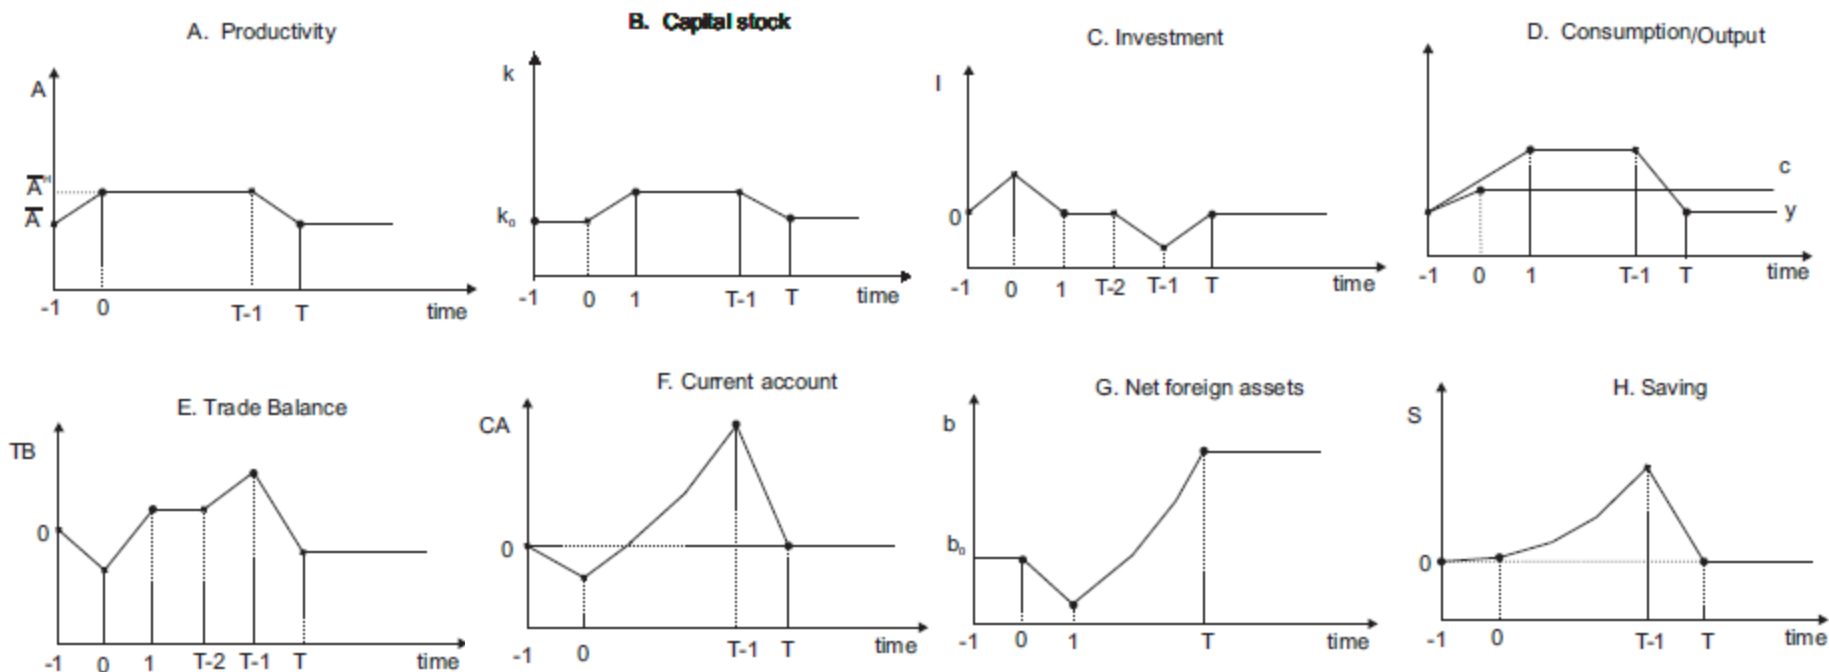 A. Productivity
A
A̅ᴴ
A̅
-1 0 T-1 T time
B. Capital stock
k
k₀
-1 0 1 T-1 T time
C. Investment
I
0
-1 0 1 T-2 T-1 T time
D. Consumption/Output
c
y
-1 0 1 T-1 T time
E. Trade Balance
TB
0
-1 0 1 T-2 T-1 T time
F. Current account
CA
0
-1 0 T-1 T time
G. Net foreign assets
b
b₀
-1 0 1 T time
H. Saving
S
0
-1 0 T-1 T time